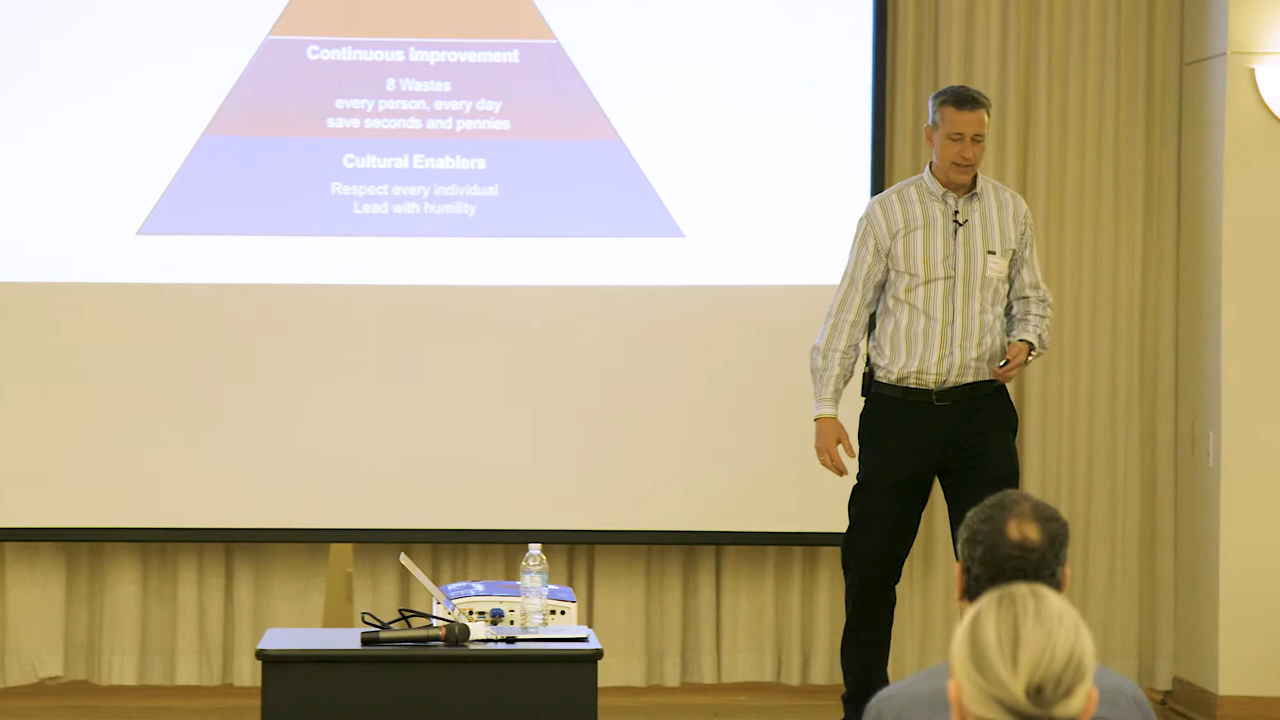 Continuous Improvement
8 Wastes
every person, every day
save seconds and pennies
Cultural Enablers
Respect every individual
Lead with humility